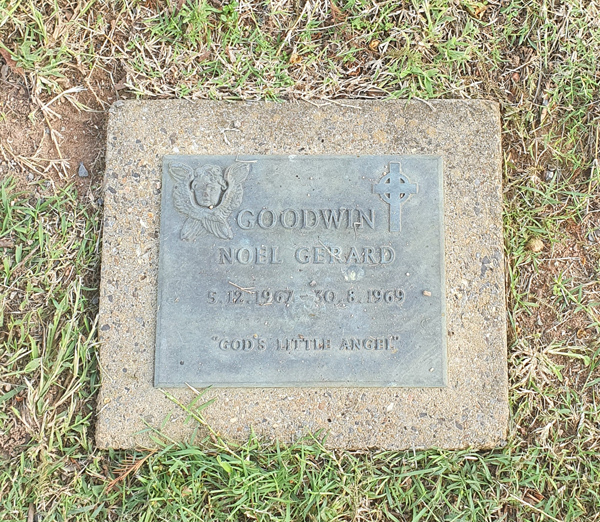 GOODWIN
NOEL GERARD
5.12.1967 - 30.8.1969
"GOD'S LITTLE ANGEL"